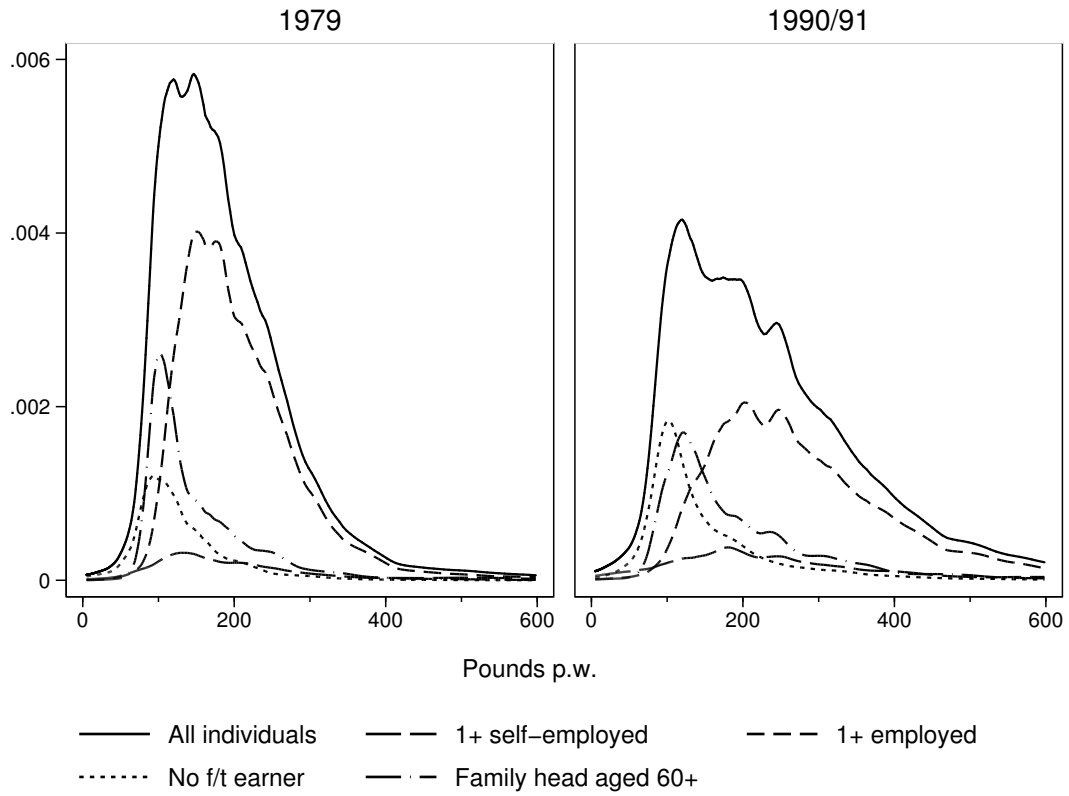 1979 1990/91
.006
.004
.002
0
0 200 400 600 0 200 400 600
Pounds p.w.
All individuals 1+ self−employed 1+ employed
No f/t earner Family head aged 60+